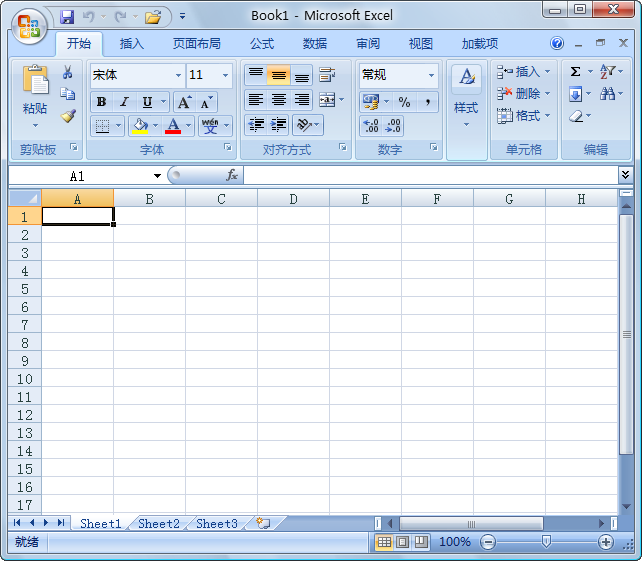 Book1 - Microsoft Excel
开始 插入 页面布局 公式 数据 审阅 视图 加载项
宋体 11 常规
粘贴 B I U A A % , 样式 Σ 插入 删除 格式
wén 文 A
.00 .0
剪贴板 字体 对齐方式 数字 单元格 编辑
A1 fx
A B C D E F G H
1
2
3
4
5
6
7
8
9
10
11
12
13
14
15
16
17
Sheet1 Sheet2 Sheet3
就绪 100%